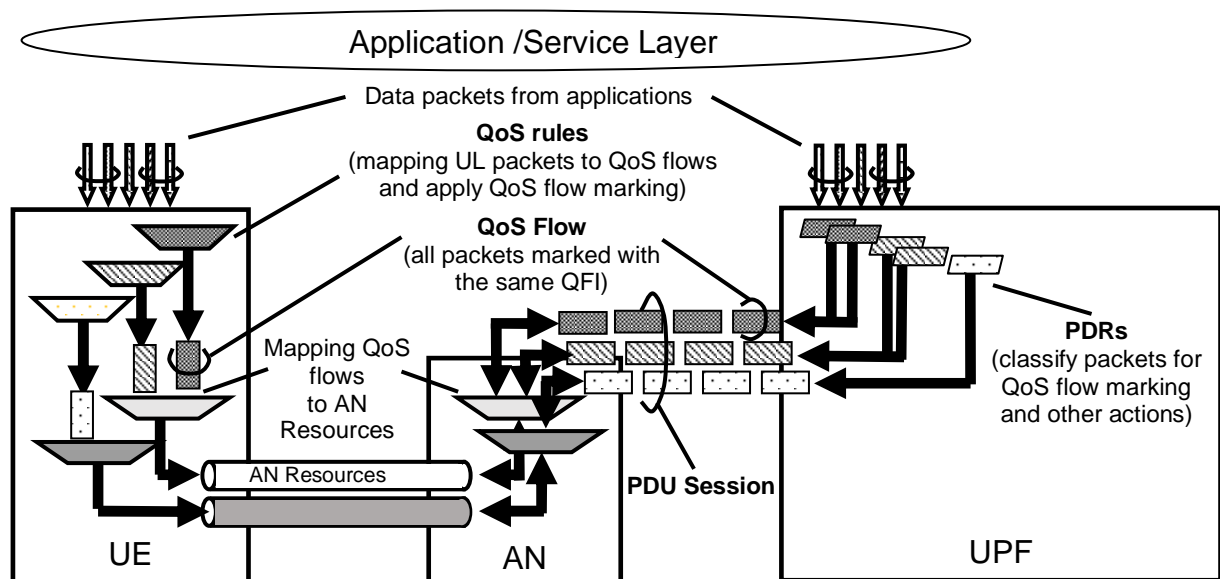 Application /Service Layer
Data packets from applications
QoS rules
(mapping UL packets to QoS flows
and apply QoS flow marking)
QoS Flow
(all packets marked with
the same QFI)
Mapping QoS
flows
to AN
Resources
PDRs
(classify packets for
QoS flow marking
and other actions)
AN Resources
PDU Session
UE
AN
UPF